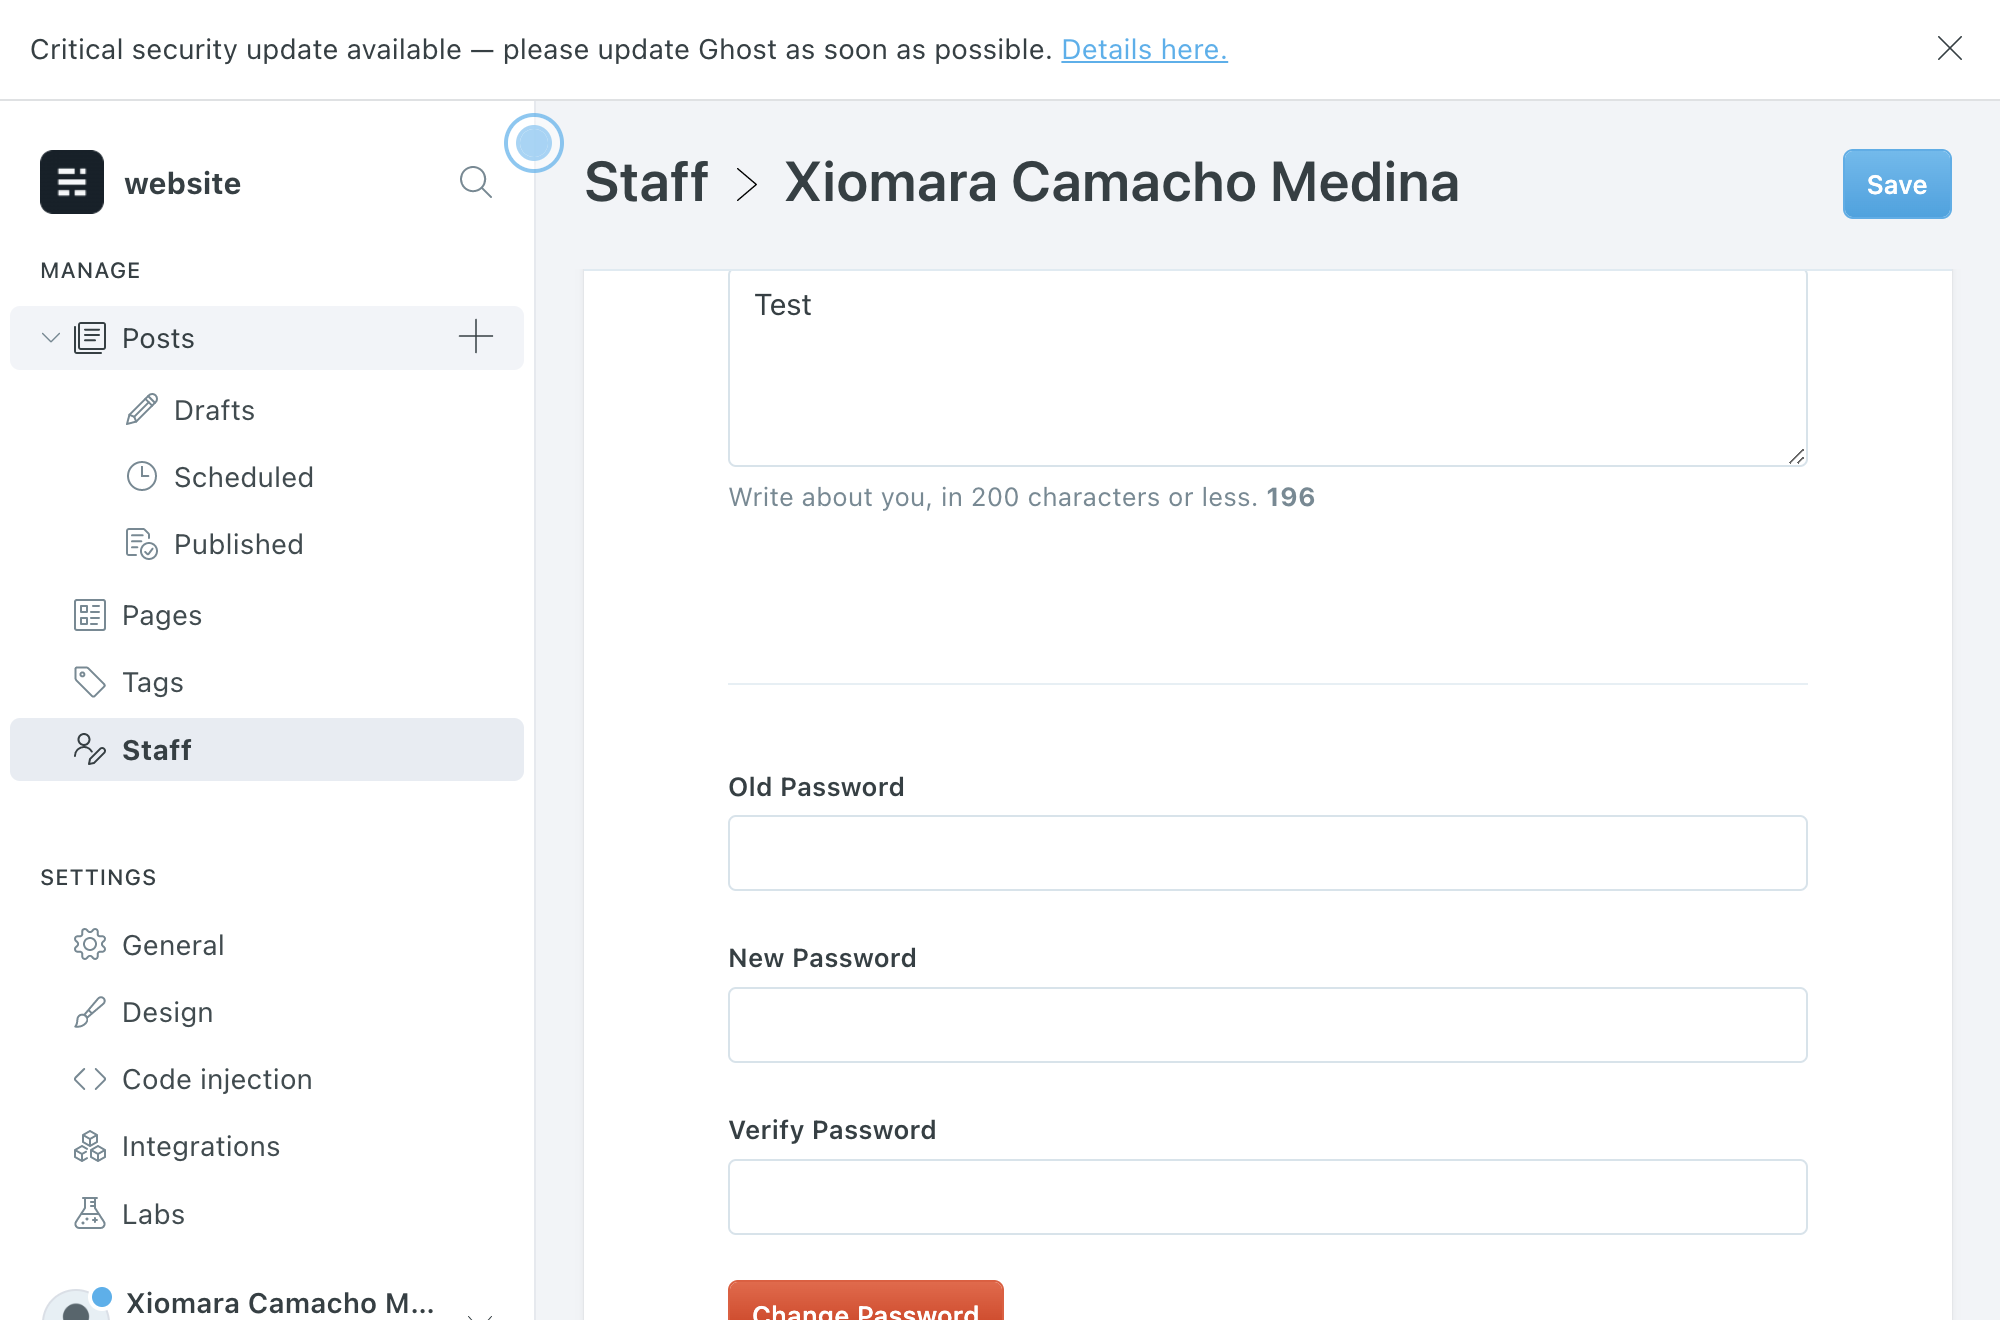 Critical security update available — please update Ghost as soon as possible. Details here.
website
MANAGE
Posts
Drafts
Scheduled
Published
Pages
Tags
Staff
SETTINGS
General
Design
Code injection
Integrations
Labs
Xiomara Camacho M...
Staff > Xiomara Camacho Medina
Save
Test
Write about you, in 200 characters or less. 196
Old Password
New Password
Verify Password
Change Password